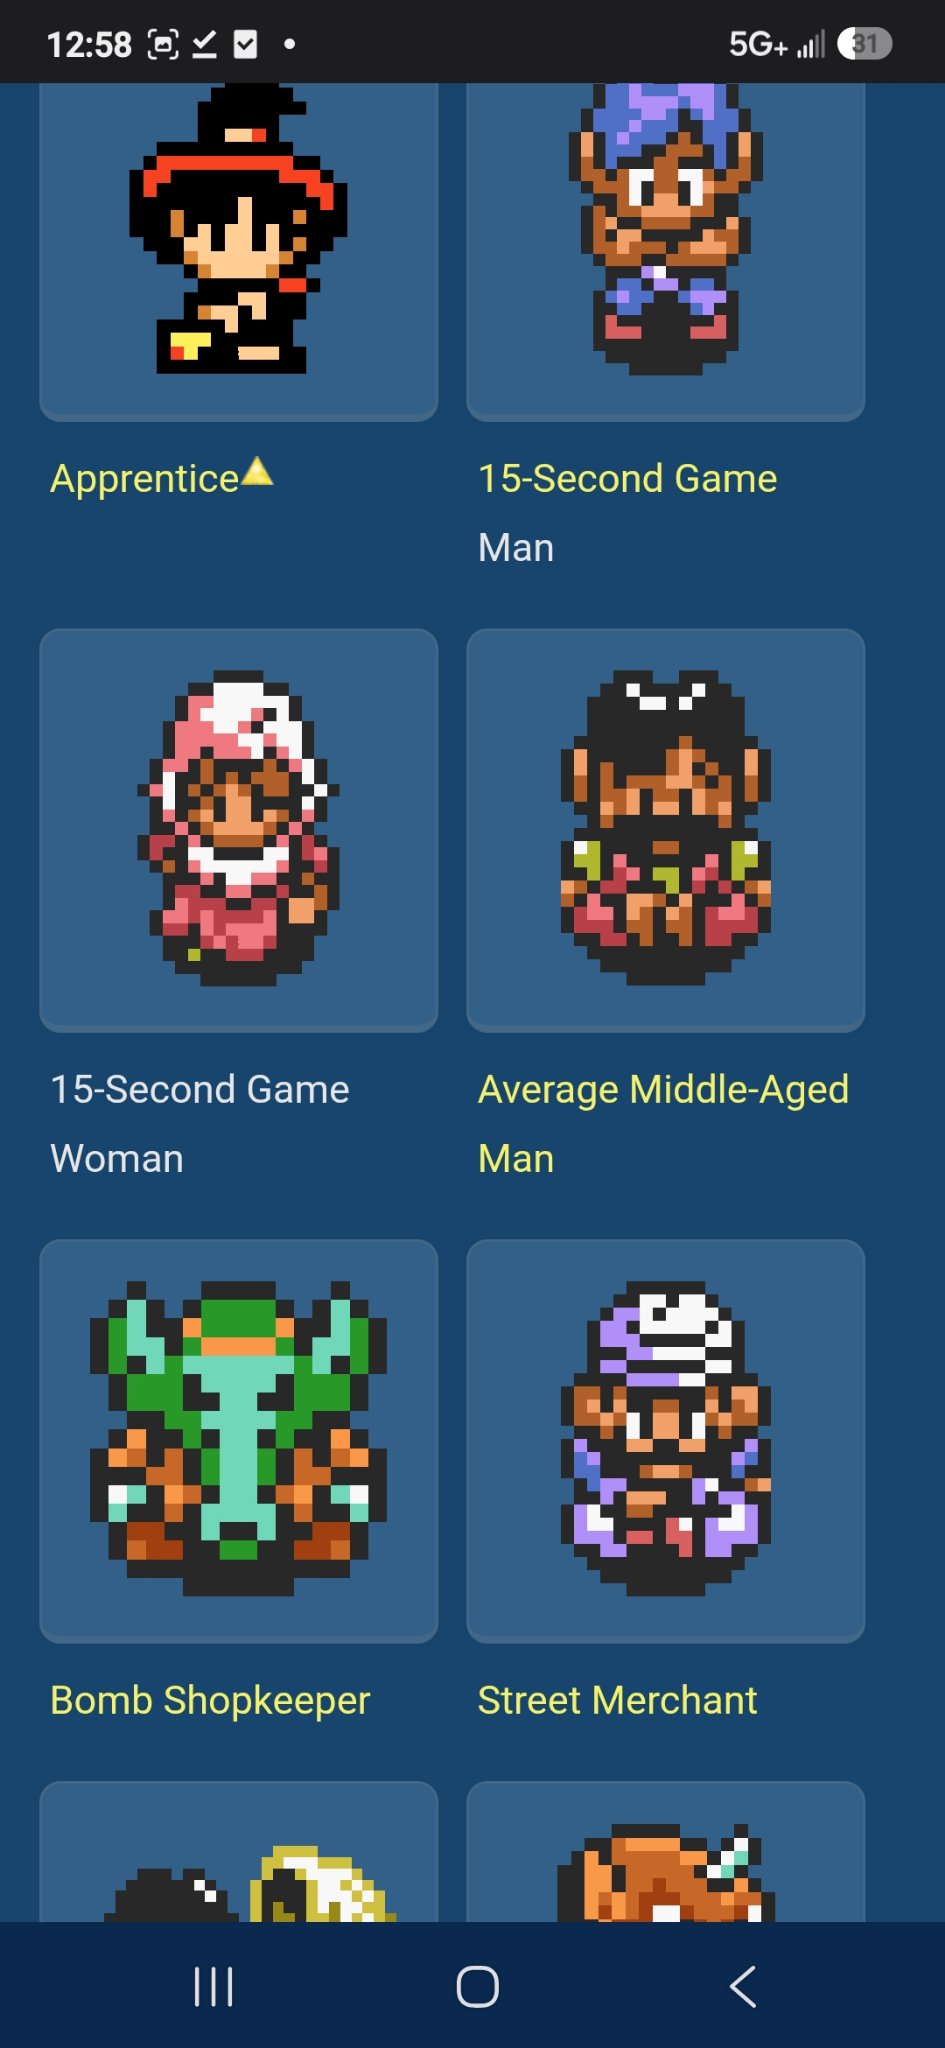 12:58
5G+
31
Apprentice
15-Second Game
Man
15-Second Game
Woman
Average Middle-Aged
Man
Bomb Shopkeeper
Street Merchant